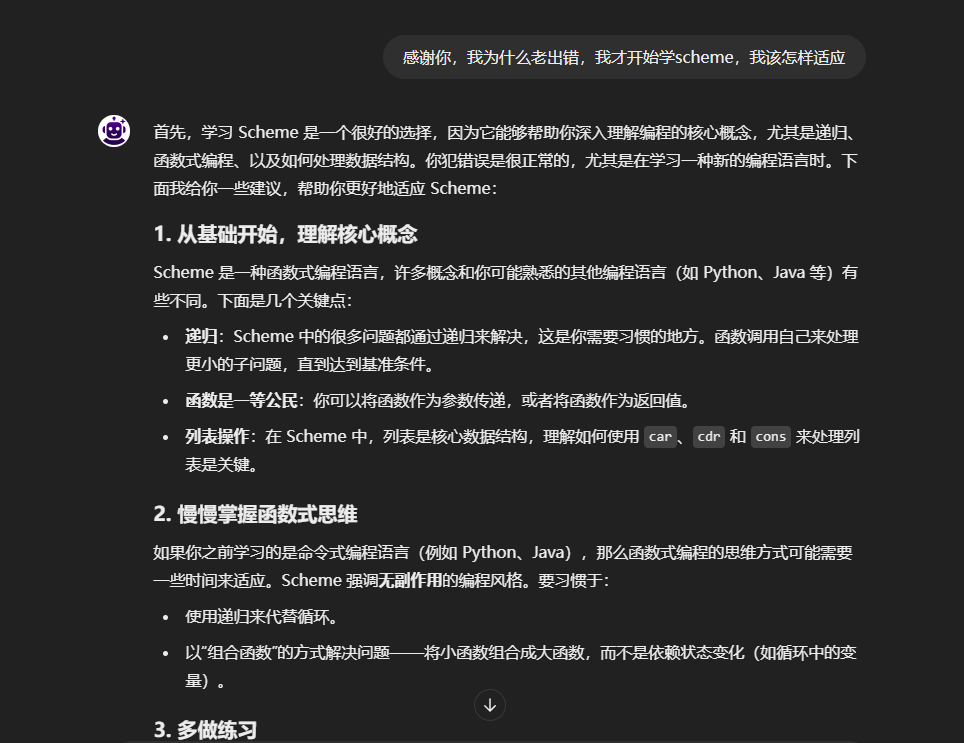 感谢你，我为什么老出错，我才开始学scheme，我该怎样适应
首先，学习 Scheme 是一个很好的选择，因为它能够帮助你深入理解编程的核心概念，尤其是递归、
函数式编程、以及如何处理数据结构。你犯错误是很正常的，尤其是在学习一种新的编程语言时。下
面我给你一些建议，帮助你更好地适应 Scheme：
1. 从基础开始，理解核心概念
Scheme 是一种函数式编程语言，许多概念和你可能熟悉的其他编程语言（如 Python、Java 等）有
些不同。下面是几个关键点：
• 递归：Scheme 中的很多问题都通过递归来解决，这是你需要习惯的地方。函数调用自己来处理
更小的子问题，直到达到基准条件。
• 函数是一等公民：你可以将函数作为参数传递，或者将函数作为返回值。
• 列表操作：在 Scheme 中，列表是核心数据结构，理解如何使用 car、cdr 和 cons 来处理列
表是关键。
2. 慢慢掌握函数式思维
如果你之前学习的是命令式编程语言（例如 Python、Java），那么函数式编程的思维方式可能需要
一些时间来适应。Scheme 强调无副作用的编程风格。要习惯于：
• 使用递归来代替循环。
• 以“组合函数”的方式解决问题——将小函数组合成大函数，而不是依赖状态变化（如循环中的变
量）。
3. 多做练习